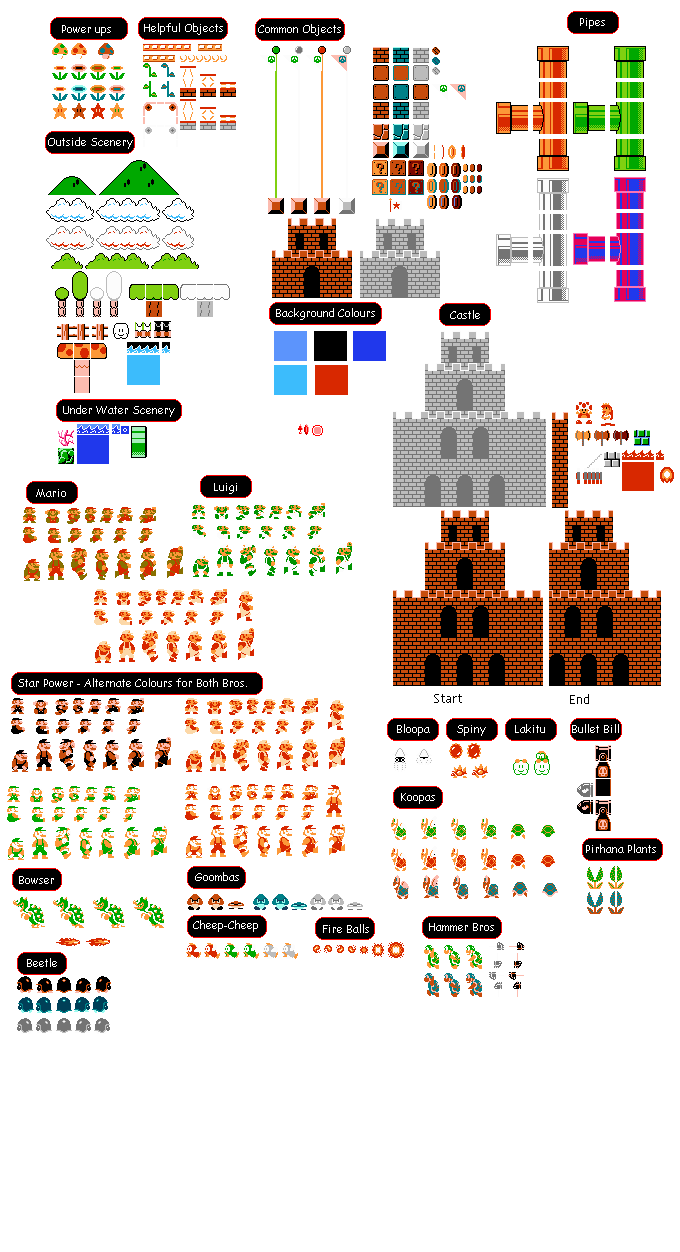 Power ups
Helpful Objects
Common Objects
Pipes
Outside Scenery
? ? ?
? ? ?
Background Colours
Castle
Under Water Scenery
Mario
Luigi
Star Power - Alternate Colours for Both Bros.
Start
End
Bloopa
Spiny
Lakitu
Bullet Bill
Koopas
Pirhana Plants
Bowser
Goombas
Cheep-Cheep
Fire Balls
Hammer Bros
Beetle